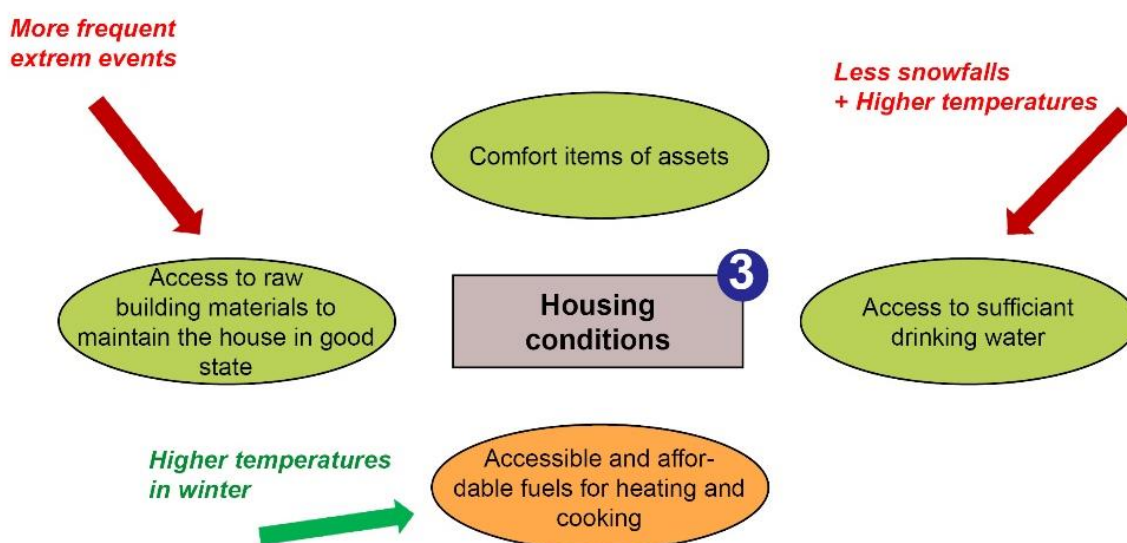 More frequent
extrem events
Less snowfalls
+ Higher temperatures
Comfort items of assets
Access to raw
building materials to
maintain the house in good
state
3
Housing
conditions
Access to sufficiant
drinking water
Higher temperatures
in winter
Accessible and affor-
dable fuels for heating and
cooking